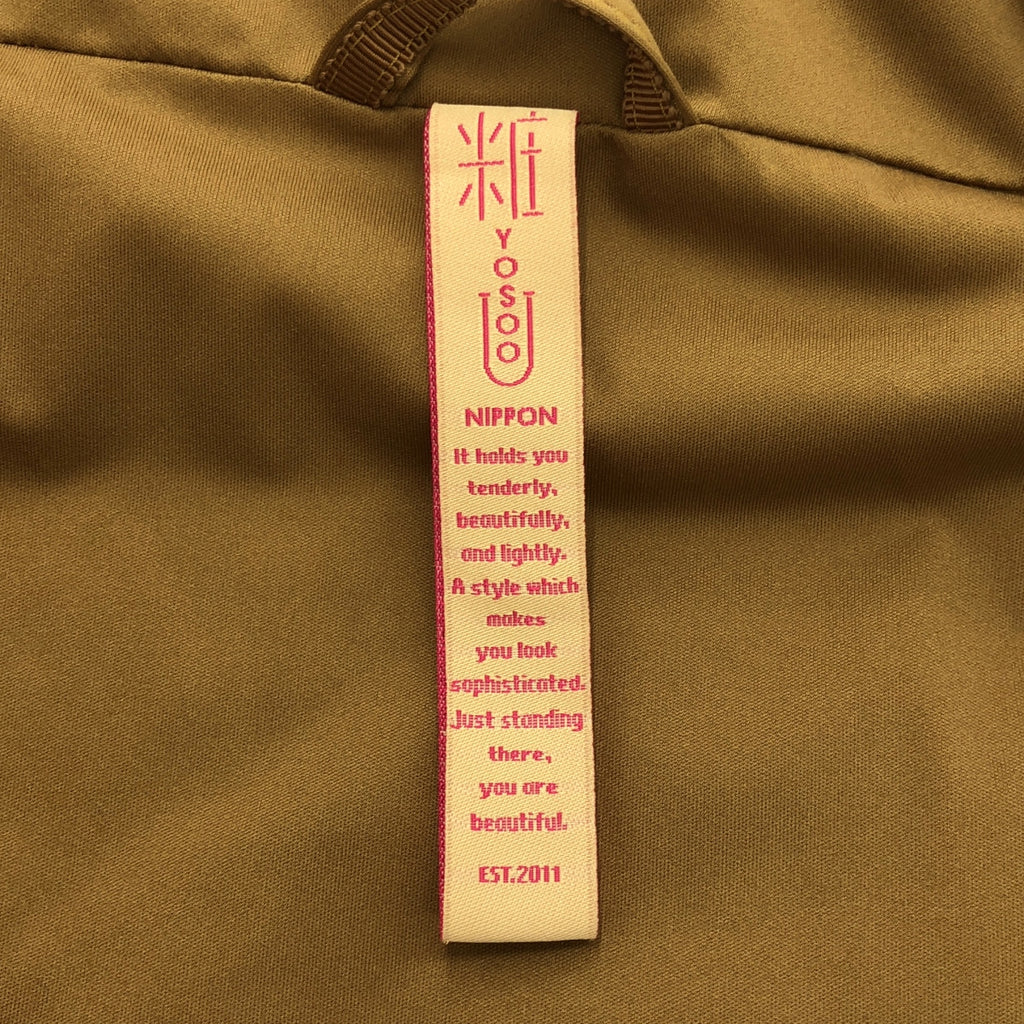 粧
YOSOO
NIPPON
It holds you
tenderly,
beautifully,
and lightly.
A style which
makes
you look
sophisticated.
Just standing
there,
you are
beautiful.
EST.2011